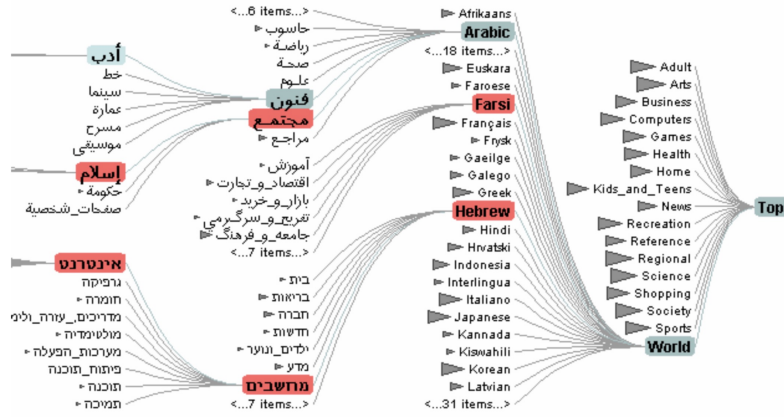 Top
Adult
Arts
Business
Computers
Games
Health
Home
Kids_and_Teens
News
Recreation
Reference
Regional
Science
Shopping
Society
Sports
World
Afrikaans
Arabic
<...18 items...>
Euskara
Faroese
Farsi
Français
Frysk
Gaeilge
Galego
Greek
Hebrew
Hindi
Hrvatski
Indonesia
Interlingua
Italiano
Japanese
Kannada
Kiswahili
Korean
Latvian
<...31 items...>
<...6 items...>
حاسوب
رياضة
صحة
علوم
فنون
مجتمع
مراجع
آموزش
اقتصاد_و_تجارت
بازار_و_خرید
تفریح_و_سرگرمی
جامعه_و_فرهنگ
<...7 items...>
בית
בריאות
חברה
חדשות
ילדים_ונוער
מדע
מחשבים
<...7 items...>
أدب
خط
سينما
عمارة
مسرح
موسيقى
إسلام
حكومة
صفحات_شخصية
אינטרנט
גרפיקה
חומרה
מדריכים,_עזרה_ולימ
מולטימדיה
מערכות_הפעלה
פיתוח_תוכנה
תוכנה
תמיכה